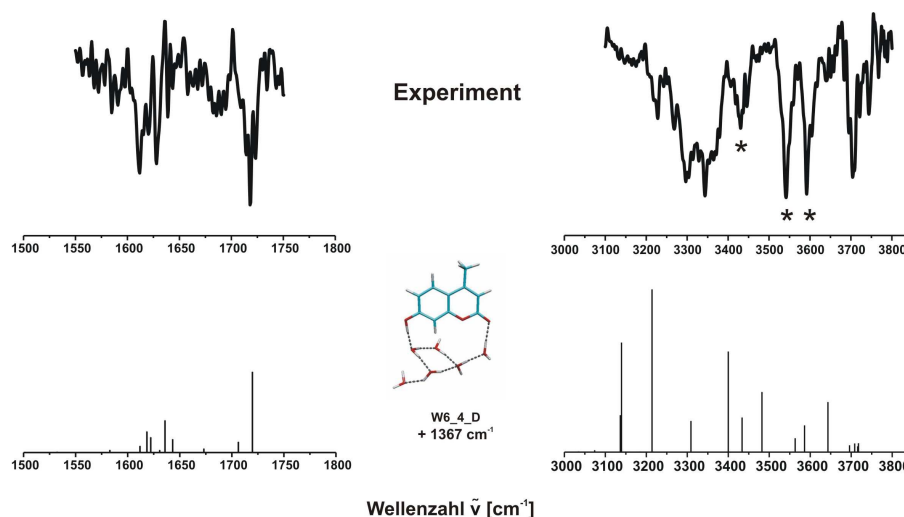 Experiment
*
* *
1500 1550 1600 1650 1700 1750 1800
3000 3100 3200 3300 3400 3500 3600 3700 3800
W6_4_D
+ 1367 cm⁻¹
1500 1550 1600 1650 1700 1750 1800
3000 3100 3200 3300 3400 3500 3600 3700 3800
Wellenzahl ṽ [cm⁻¹]